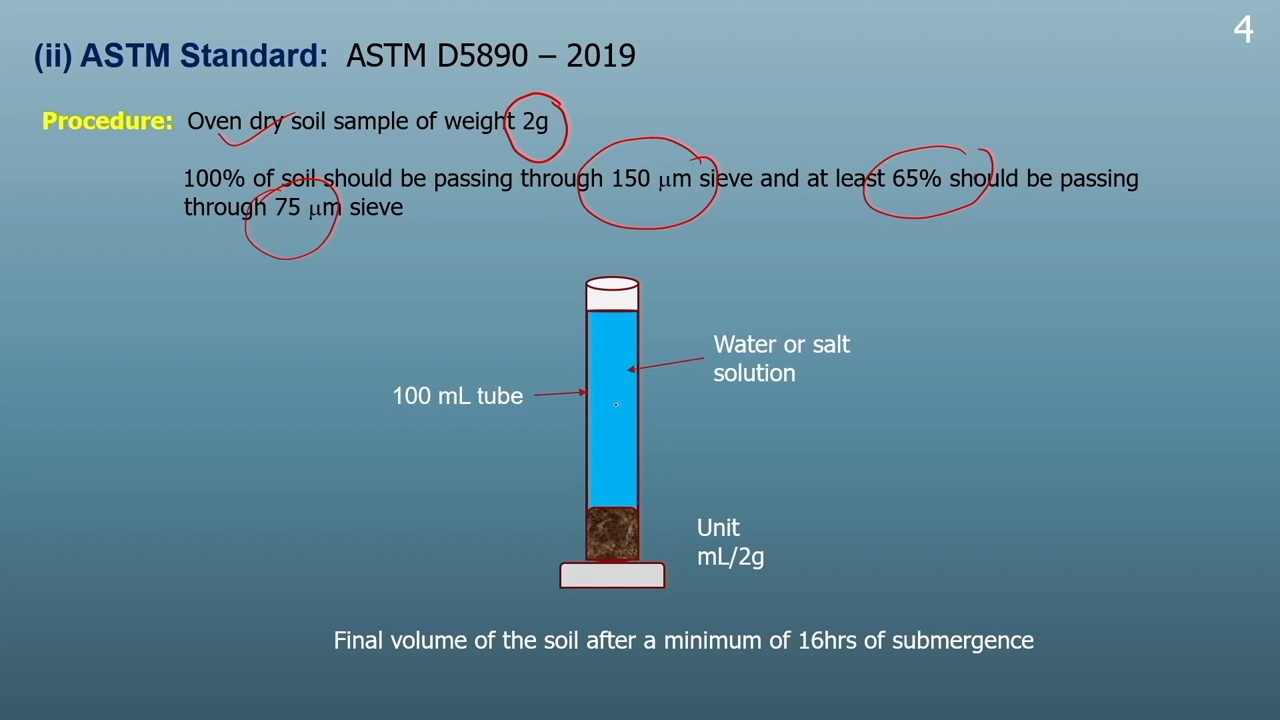 4
(ii) ASTM Standard: ASTM D5890 – 2019
Procedure: Oven dry soil sample of weight 2g
100% of soil should be passing through 150 μm sieve and at least 65% should be passing
through 75 μm sieve
Water or salt
solution
100 mL tube
Unit
mL/2g
Final volume of the soil after a minimum of 16hrs of submergence